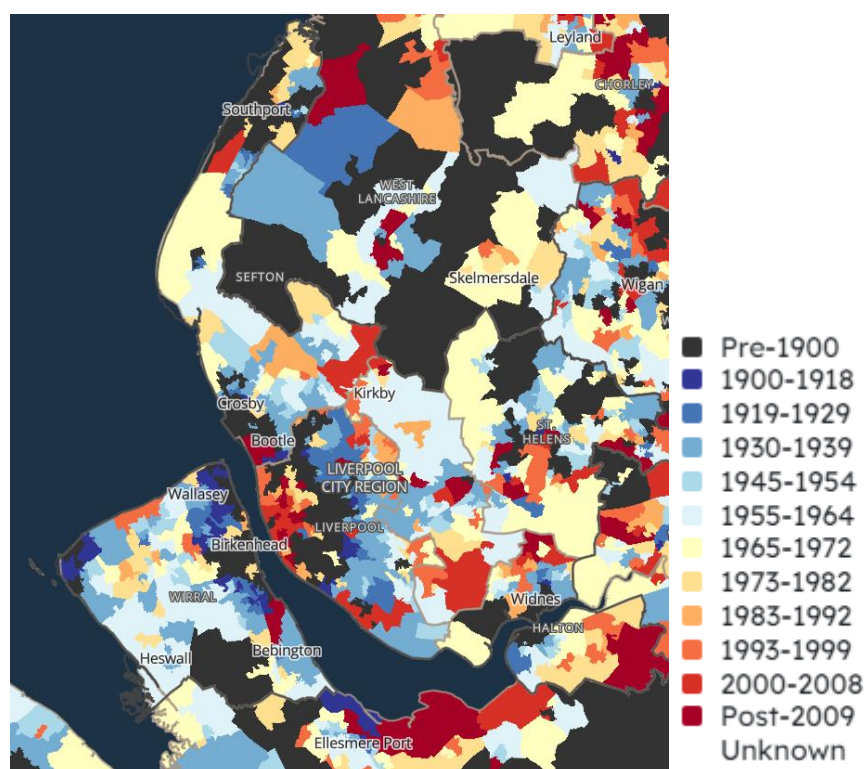 Leyland
CHORLEY
Southport
WEST
LANCASHIRE
SEFTON
Skelmersdale
Wigan
W
Crosby
Kirkby
Bootle
ST.
HELENS
LIVERPOOL
CITY REGION
Wallasey
LIVERPOOL
Birkenhead
WIRRAL
Widnes
HALTON
Heswall
Bebington
Ellesmere Port
Pre-1900
1900-1918
1919-1929
1930-1939
1945-1954
1955-1964
1965-1972
1973-1982
1983-1992
1993-1999
2000-2008
Post-2009
Unknown